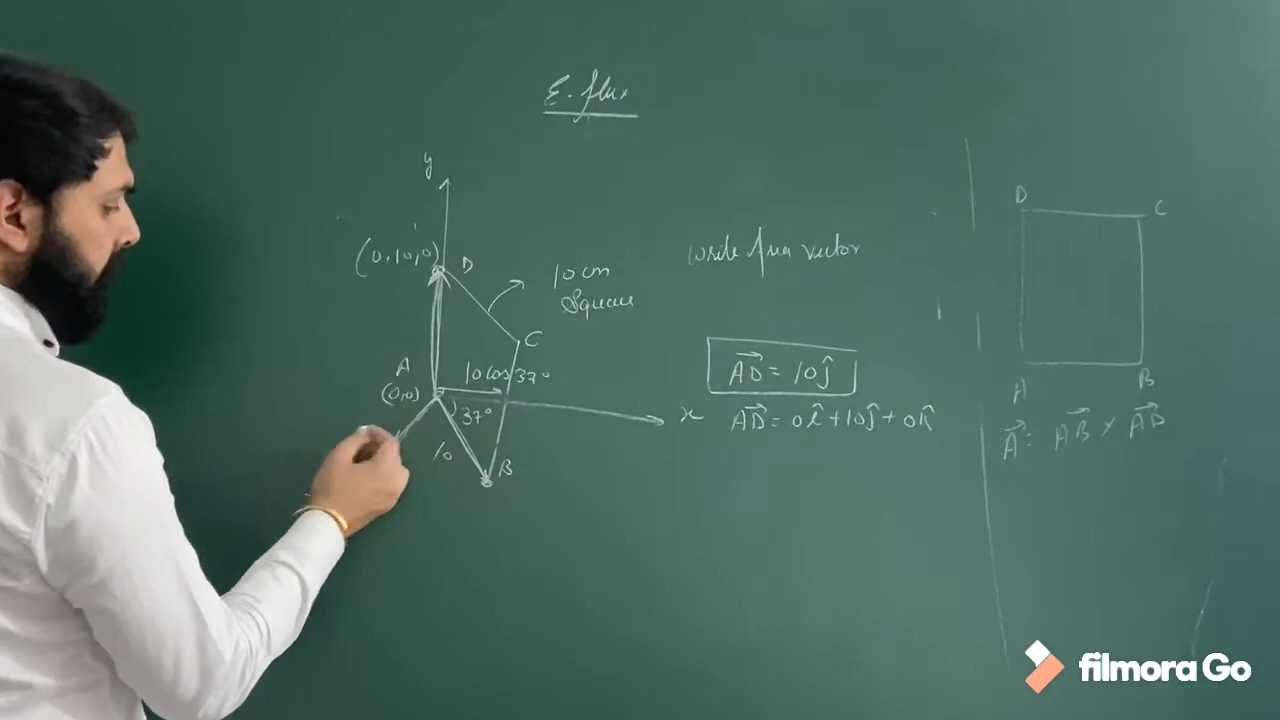 E. flux
y
(0,10,0)
D
10 cm
Square
C
A
(0,0)
10 cos 37°
37°
10
B
x
Write Area vector
AD⃗ = 10ĵ
AD⃗ = 0î + 10ĵ + 0k̂
D
C
A
B
A⃗ = AB⃗ × AD⃗
filmora Go